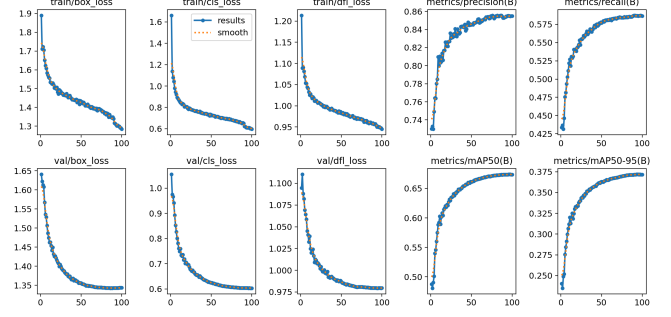 train/box_loss
train/cls_loss
train/dfl_loss
metrics/precision(B)
metrics/recall(B)
1.9
1.8
1.7
1.6
1.5
1.4
1.3
0 50 100
1.6
1.4
1.2
1.0
0.8
0.6
0 50 100
results
smooth
1.20
1.15
1.10
1.05
1.00
0.95
0 50 100
0.86
0.84
0.82
0.80
0.78
0.76
0.74
0 50 100
0.575
0.550
0.525
0.500
0.475
0.450
0.425
0 50 100
val/box_loss
val/cls_loss
val/dfl_loss
metrics/mAP50(B)
metrics/mAP50-95(B)
1.65
1.60
1.55
1.50
1.45
1.40
1.35
0 50 100
1.0
0.9
0.8
0.7
0.6
0 50 100
1.100
1.075
1.050
1.025
1.000
0.975
0 50 100
0.65
0.60
0.55
0.50
0 50 100
0.375
0.350
0.325
0.300
0.275
0.250
0 50 100